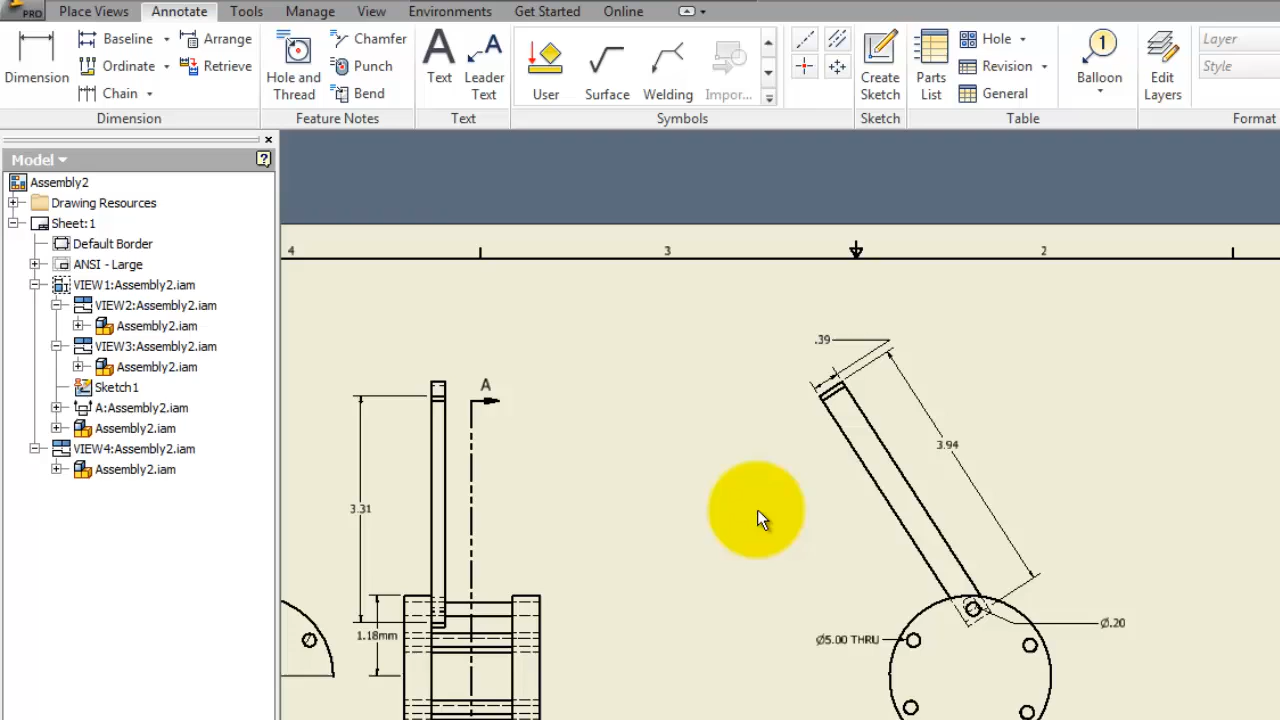 PRO Place Views Annotate Tools Manage View Environments Get Started Online
Dimension
Baseline
Ordinate
Chain
Arrange
Retrieve
Dimension
Hole and
Thread
Chamfer
Punch
Bend
Feature Notes
A
Text
A
Leader
Text
Text
User
Surface
Welding
Impor...
Symbols
Create
Sketch
Sketch
Parts
List
Hole
Revision
General
Table
1
Balloon
Edit
Layers
Layer
Style
Format
Model
Assembly2
Drawing Resources
Sheet:1
Default Border
ANSI - Large
VIEW1:Assembly2.iam
VIEW2:Assembly2.iam
Assembly2.iam
VIEW3:Assembly2.iam
Assembly2.iam
Sketch1
A:Assembly2.iam
Assembly2.iam
VIEW4:Assembly2.iam
Assembly2.iam
4 3 2
.39
A
3.94
3.31
1.18mm
Ø5.00 THRU
Ø.20